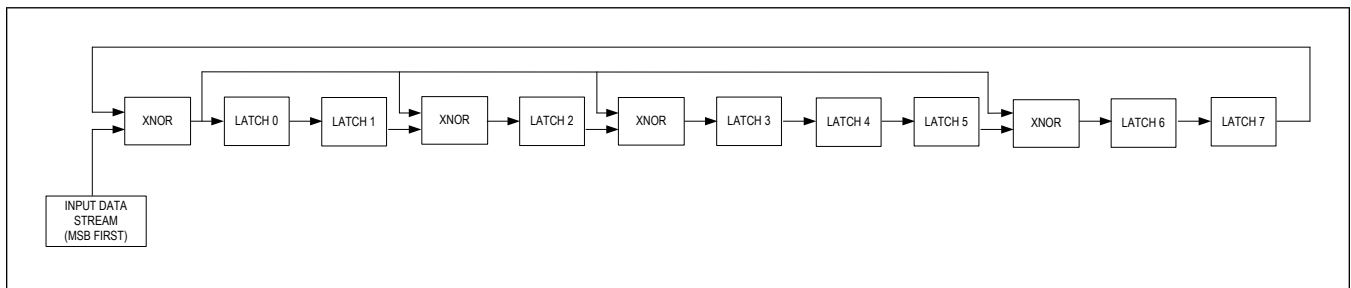 XNOR
LATCH 0
LATCH 1
XNOR
LATCH 2
XNOR
LATCH 3
LATCH 4
LATCH 5
XNOR
LATCH 6
LATCH 7
INPUT DATA
STREAM
(MSB FIRST)